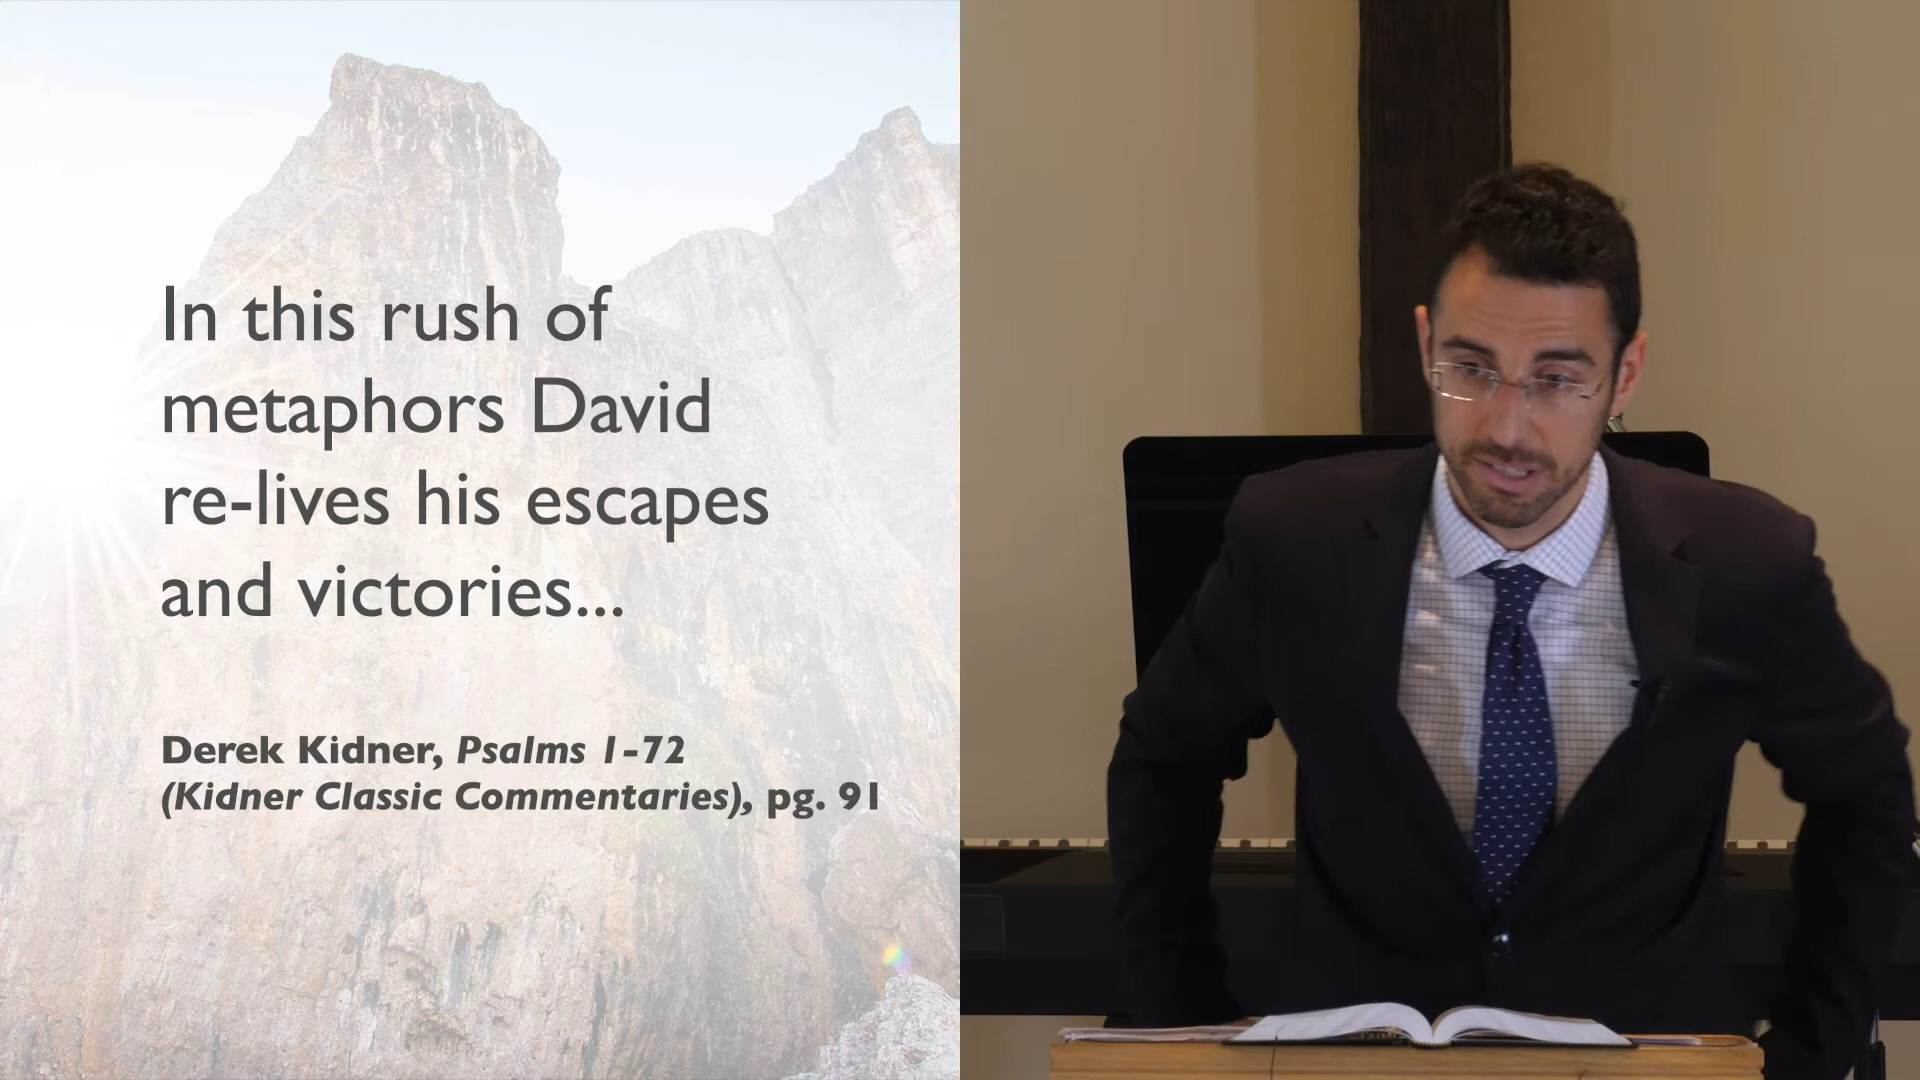 In this rush of
metaphors David
re-lives his escapes
and victories...
Derek Kidner, Psalms 1-72
(Kidner Classic Commentaries), pg. 91